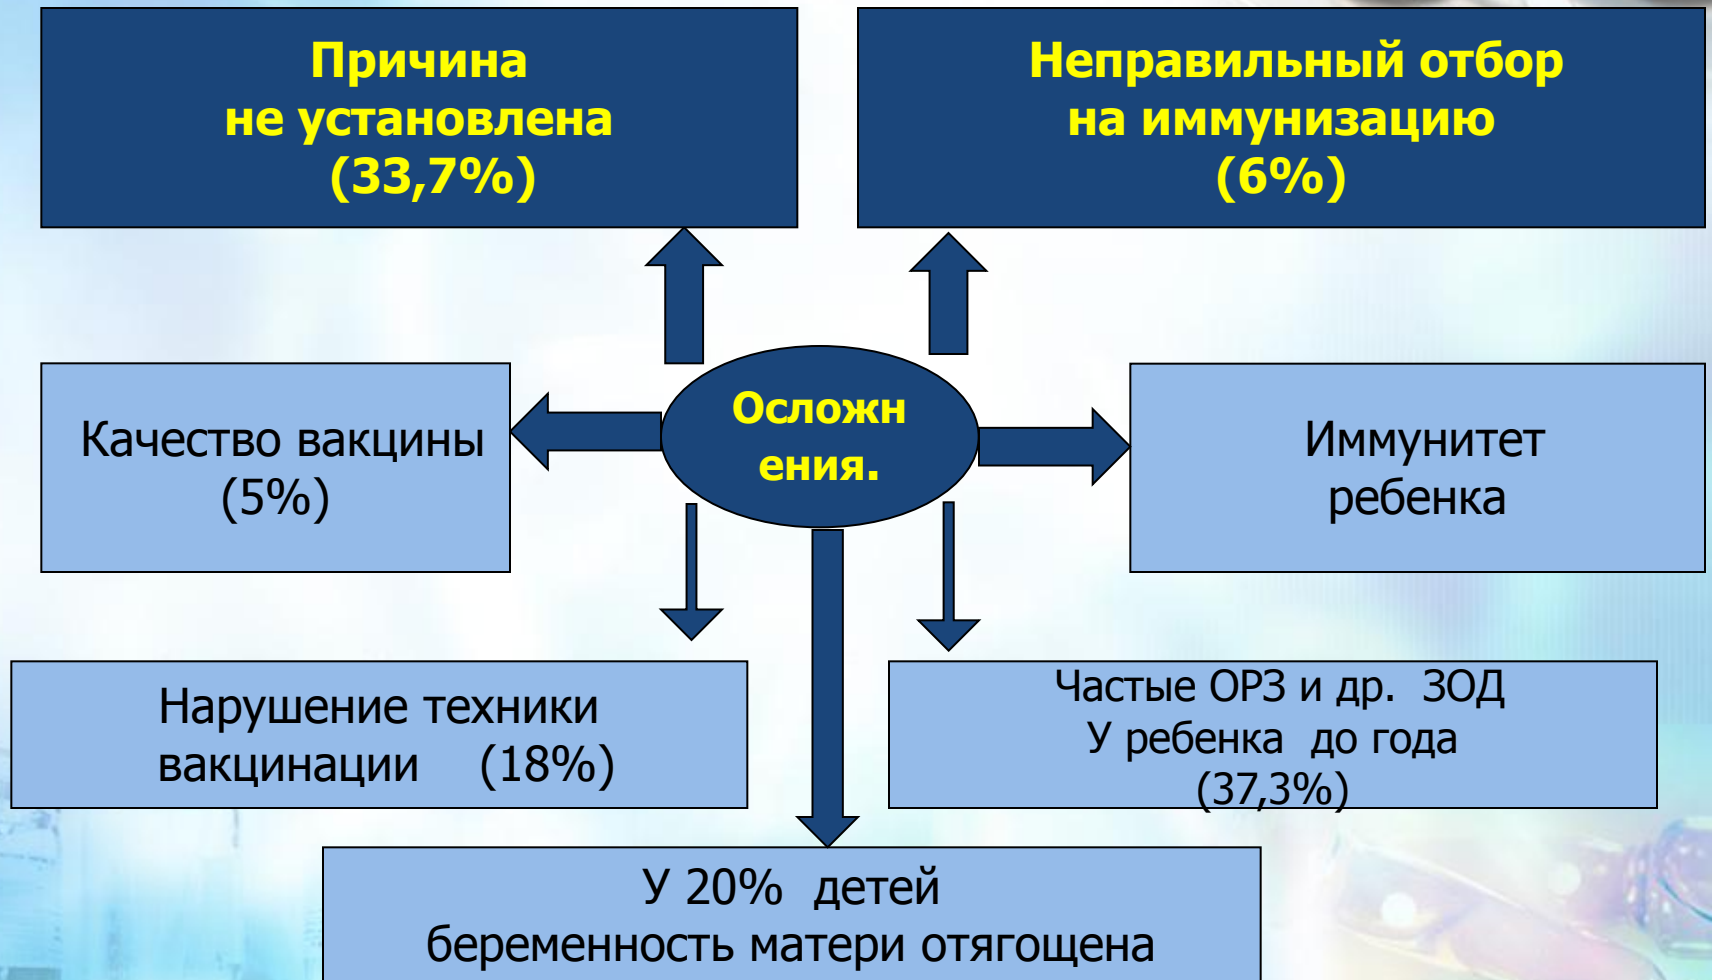 Причина
не установлена
(33,7%)
Неправильный отбор
на иммунизацию
(6%)
Качество вакцины
(5%)
Осложн
ения.
Иммунитет
ребенка
Нарушение техники
вакцинации (18%)
Частые ОРЗ и др. ЗОД
У ребенка до года
(37,3%)
У 20% детей
беременность матери отягощена